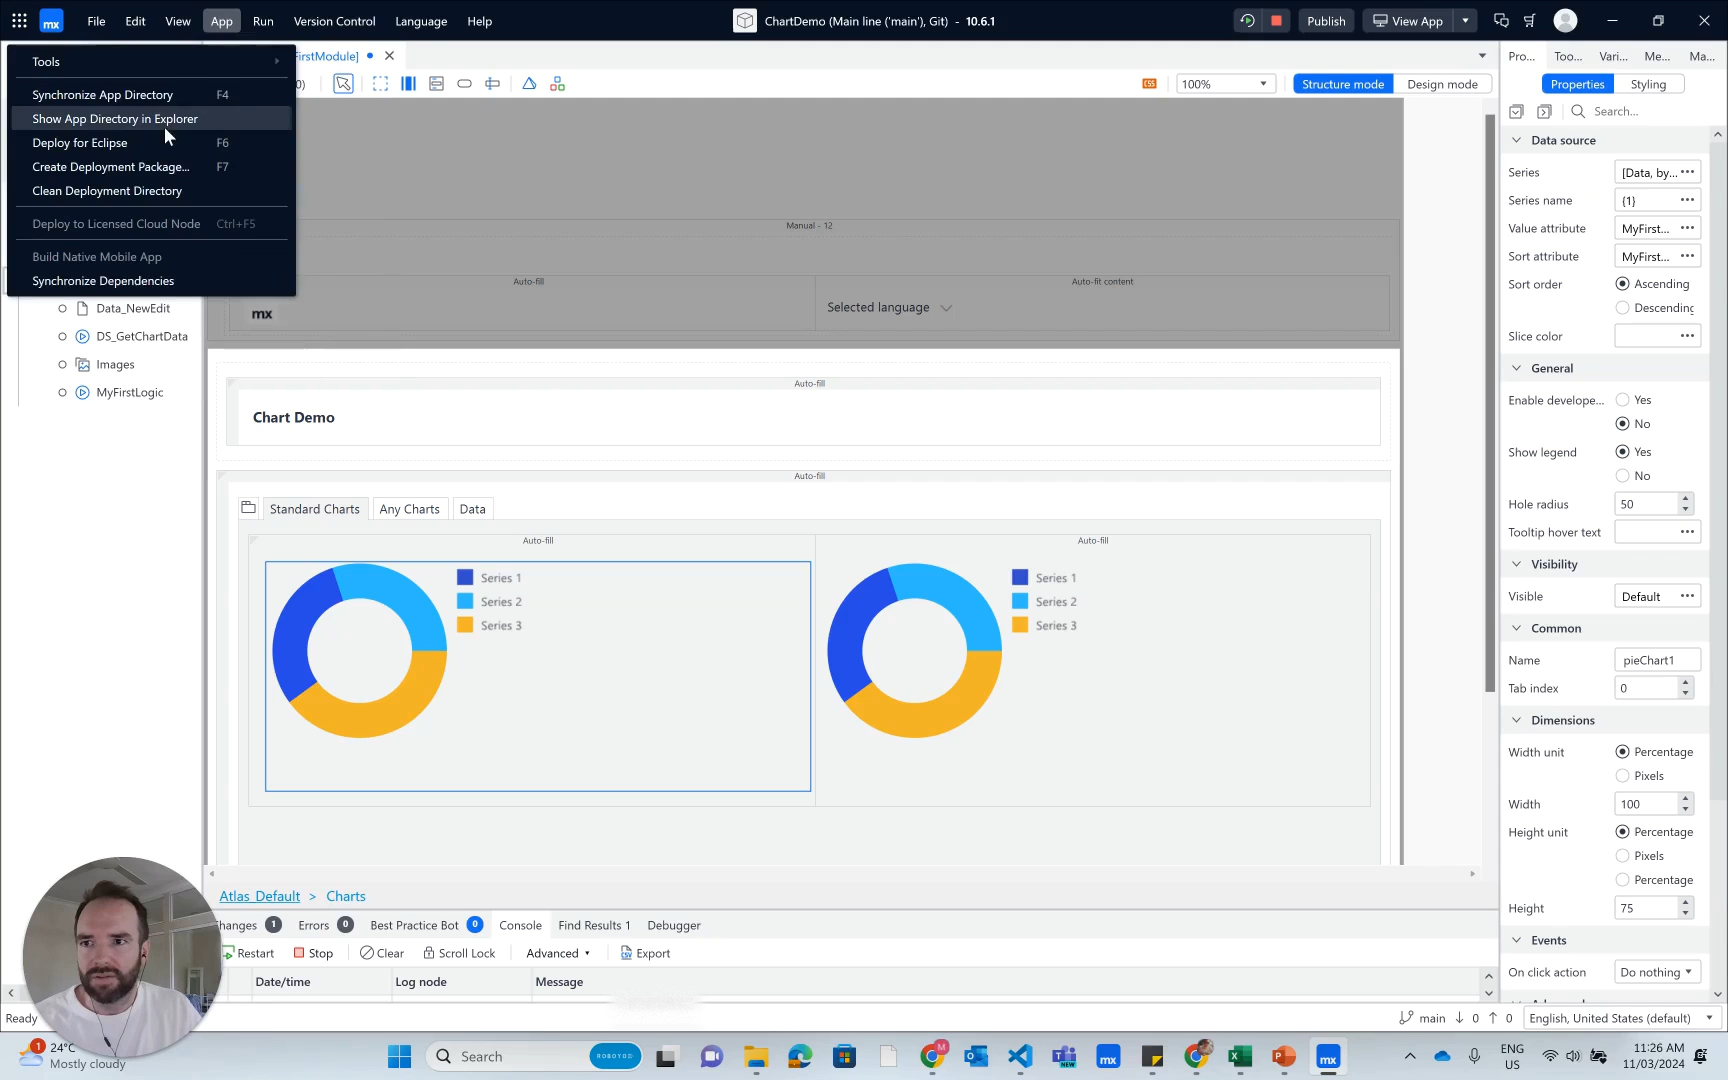 mx File Edit View App Run Version Control Language Help
ChartDemo (Main line ('main'), Git) - 10.6.1
Publish View App
Tools
Synchronize App Directory F4
Show App Directory in Explorer
Deploy for Eclipse F6
Create Deployment Package... F7
Clean Deployment Directory
Deploy to Licensed Cloud Node Ctrl+F5
Build Native Mobile App
Synchronize Dependencies
Data_NewEdit
DS_GetChartData
Images
MyFirstLogic
FirstModule]
0)
CSS
100%
Structure mode Design mode
Manual - 12
Auto-fill Auto-fit content
mx
Selected language
Auto-fill
Chart Demo
Auto-fill
Standard Charts Any Charts Data
Auto-fill Auto-fill
Series 1
Series 2
Series 3
Series 1
Series 2
Series 3
Atlas_Default > Charts
hanges 1 Errors 0 Best Practice Bot 0 Console Find Results 1 Debugger
Restart Stop Clear Scroll Lock Advanced Export
Date/time Log node Message
Pro... Too... Vari... Me... Ma...
Properties Styling
Search...
Data source
Series [Data, by...
Series name {1}
Value attribute MyFirst...
Sort attribute MyFirst...
Sort order Ascending
Descending
Slice color
General
Enable develope... Yes
No
Show legend Yes
No
Hole radius 50
Tooltip hover text
Visibility
Visible Default
Common
Name pieChart1
Tab index 0
Dimensions
Width unit Percentage
Pixels
Width 100
Height unit Percentage
Pixels
Percentage
Height 75
Events
On click action Do nothing
Ready
main 0 0 English, United States (default)
1 24°C
Mostly cloudy
Search
mx
mx
ENG
US
11:26 AM
11/03/2024